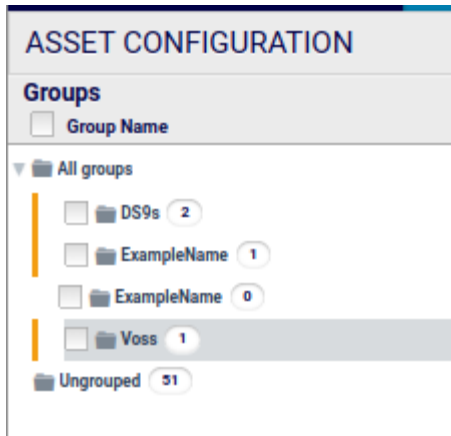 ASSET CONFIGURATION
Groups
Group Name
All groups
DS9s 2
ExampleName 1
ExampleName 0
Voss 1
Ungrouped 51